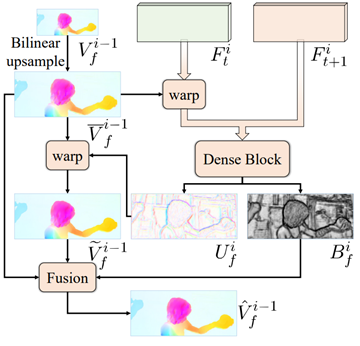 Bilinear
upsample
$V_f^{i-1}$
$F_t^i$
$F_{t+1}^i$
warp
$\overline{V}_f^{i-1}$
warp
Dense Block
$\widetilde{V}_f^{i-1}$
$U_f^i$
$B_f^i$
Fusion
$\hat{V}_f^{i-1}$